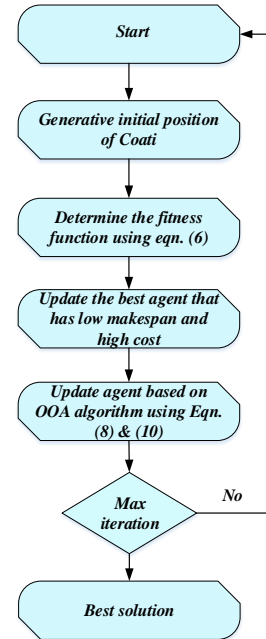 Start
Generative initial position
of Coati
Determine the fitness
function using eqn. (6)
Update the best agent that
has low makespan and
high cost
Update agent based on
OOA algorithm using Eqn.
(8) & (10)
Max
iteration
No
Best solution